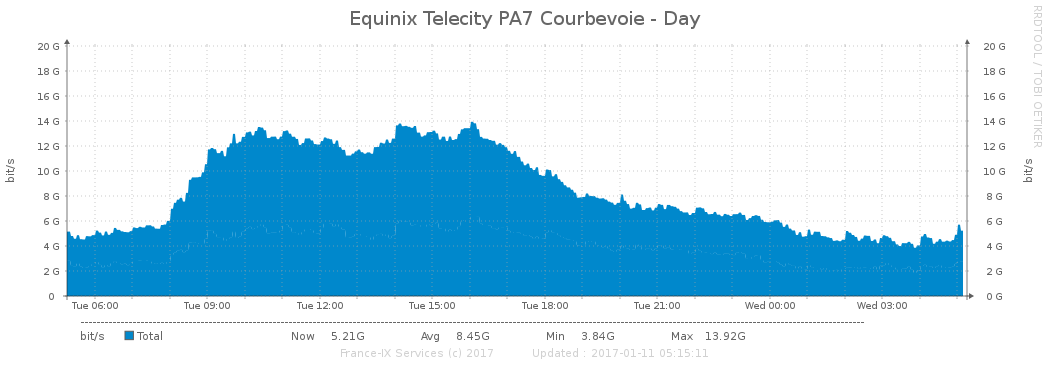 Equinix Telecity PA7 Courbevoie - Day
RRDTOOL / TOBI OETIKER
bit/s
bit/s
20 G 20 G
18 G 18 G
16 G 16 G
14 G 14 G
12 G 12 G
10 G 10 G
8 G 8 G
6 G 6 G
4 G 4 G
2 G 2 G
0 0 G
Tue 06:00 Tue 09:00 Tue 12:00 Tue 15:00 Tue 18:00 Tue 21:00 Wed 00:00 Wed 03:00
bit/s Total Now 5.21G Avg 8.45G Min 3.84G Max 13.92G
France-IX Services (c) 2017 Updated : 2017-01-11 05:15:11